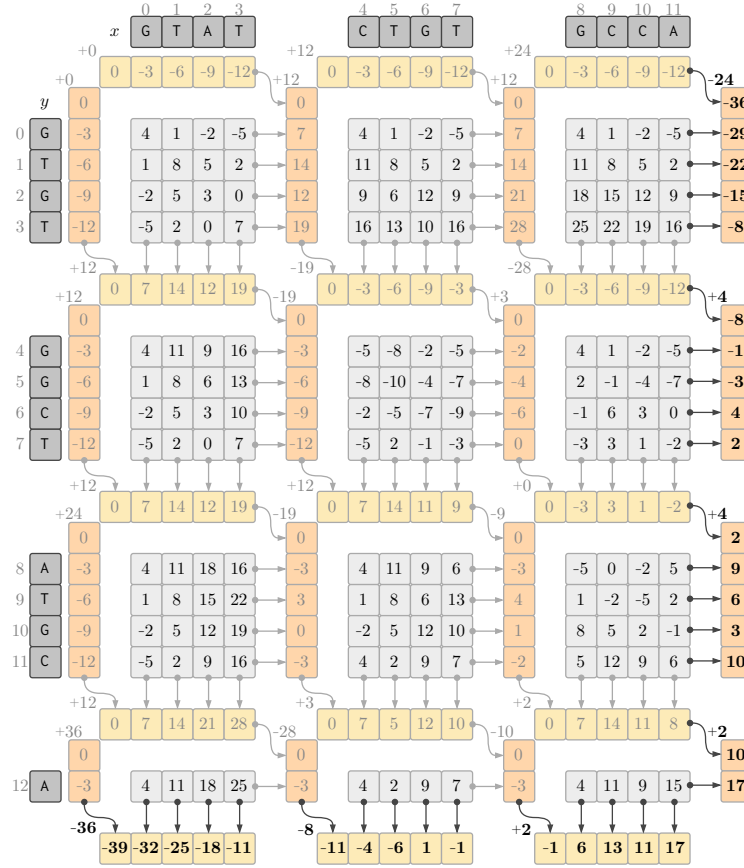 0 1 2 3 4 5 6 7 8 9 10 11
x G T A T C T G T G C C A
+0 +12 +24
0 -3 -6 -9 -12 0 -3 -6 -9 -12 0 -3 -6 -9 -12 -24
+0 +12 +12
y 0 0 0 -36
0 G -3 4 1 -2 -5 7 4 1 -2 -5 7 4 1 -2 -5 -29
1 T -6 1 8 5 2 14 11 8 5 2 14 11 8 5 2 -22
2 G -9 -2 5 3 0 12 9 6 12 9 21 18 15 12 9 -15
3 T -12 -5 2 0 7 19 16 13 10 16 28 25 22 19 16 -8
+12 -19 -28
0 7 14 12 19 0 -3 -6 -9 -3 0 -3 -6 -9 -12 +4
+12 -19 +3
0 0 0 -8
4 G -3 4 11 9 16 -3 -5 -8 -2 -5 -2 4 1 -2 -5 -1
5 G -6 1 8 6 13 -6 -8 -10 -4 -7 -4 2 -1 -4 -7 -3
6 C -9 -2 5 3 10 -9 -2 -5 -7 -9 -6 -1 6 3 0 4
7 T -12 -5 2 0 7 -12 -5 2 -1 -3 0 -3 3 1 -2 2
+12 +12 +0
0 7 14 12 19 0 7 14 11 9 0 -3 3 1 -2 +4
+24 -19 -9
0 0 0 2
8 A -3 4 11 18 16 -3 4 11 9 6 -3 -5 0 -2 5 9
9 T -6 1 8 15 22 3 1 8 6 13 4 1 -2 -5 2 6
10 G -9 -2 5 12 19 0 -2 5 12 10 1 8 5 2 -1 3
11 C -12 -5 2 9 16 -3 4 2 9 7 -2 5 12 9 6 10
+12 +3 +2
0 7 14 21 28 0 7 5 12 10 0 7 14 11 8 +2
+36 -28 -10
0 0 0 10
12 A -3 4 11 18 25 -3 4 2 9 7 -3 4 11 9 15 17
-36 -8 +2
-39 -32 -25 -18 -11 -11 -4 -6 1 -1 -1 6 13 11 17